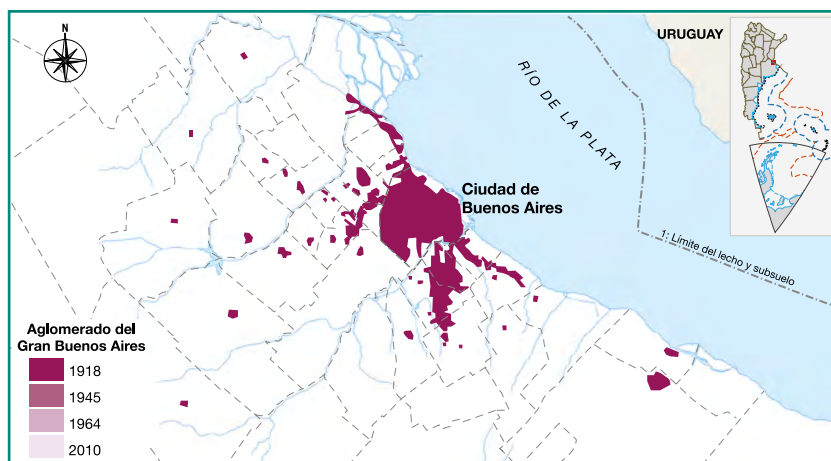 URUGUAY
RÍO DE LA PLATA
Ciudad de
Buenos Aires
1: Límite del lecho y subsuelo
Aglomerado del
Gran Buenos Aires
1918
1945
1964
2010